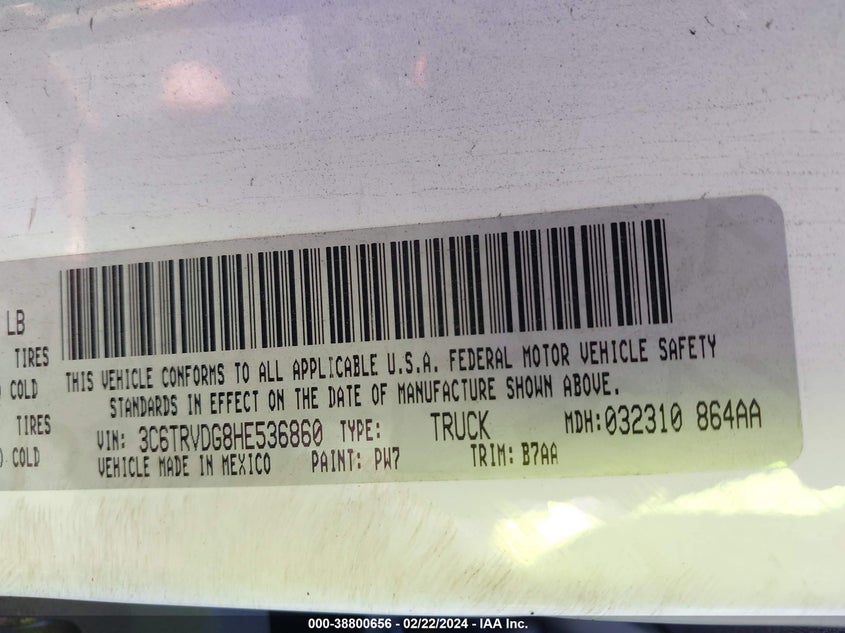 LB
TIRES
COLD
TIRES
COLD
THIS VEHICLE CONFORMS TO ALL APPLICABLE U.S.A. FEDERAL MOTOR VEHICLE SAFETY
STANDARDS IN EFFECT ON THE DATE OF MANUFACTURE SHOWN ABOVE.
VIN: 3C6TRVDG8HE536860 TYPE: TRUCK MDH:032310 864AA
VEHICLE MADE IN MEXICO PAINT: PW7 TRIM: B7AA
000-38800656 - 02/22/2024 - IAA Inc.